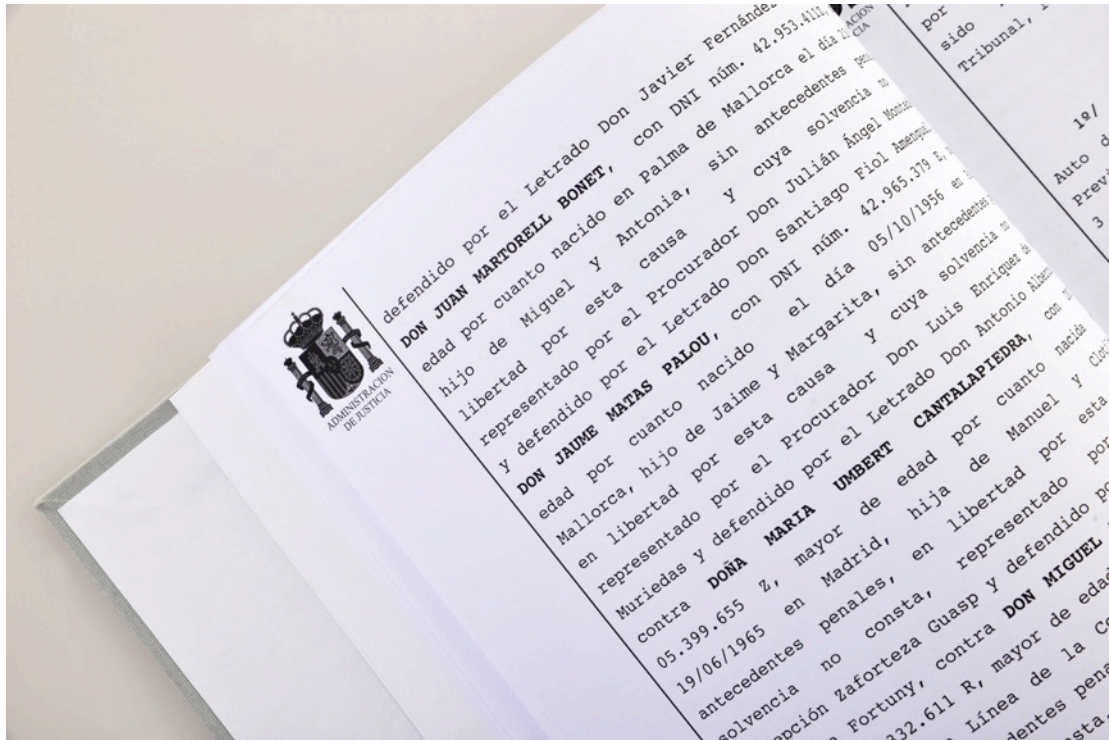 ADMINISTRACION
DE JUSTICIA
defendido por el Letrado Don Javier
DON JUAN MARTORELL BONET, con DNI núm.
edad por cuanto nacido en Palma de Mallorca el día
hijo de Miguel y Antonia, sin antecedentes
libertad por esta causa y cuya solvencia no
representado por el Procurador Don Julián Ángel
y defendido por el Letrado Don Santiago Fiol
DON JAUME MATAS PALOU, con DNI núm. 42.965.379
edad por cuanto nacido el día 05/10/1956 en
Mallorca, hijo de Jaime y Margarita, sin antecedentes
en libertad por esta causa y cuya solvencia
representado por el Procurador Don Luis Enriquez de
Muriedas y defendido por el Letrado Don Antonio
contra DOÑA MARIA UMBERT CANTALAPIEDRA, con
05.399.655 Z, mayor de edad por cuanto nacida
19/06/1965 en Madrid, hija de Manuel y
antecedentes penales, en libertad por esta
solvencia no consta, representado por
Zaforteza Guasp y defendido
Fortuny, contra DON MIGUEL
332.611 R, mayor de edad
Línea de la
por
sido
Tribunal,
1º/
Auto
3